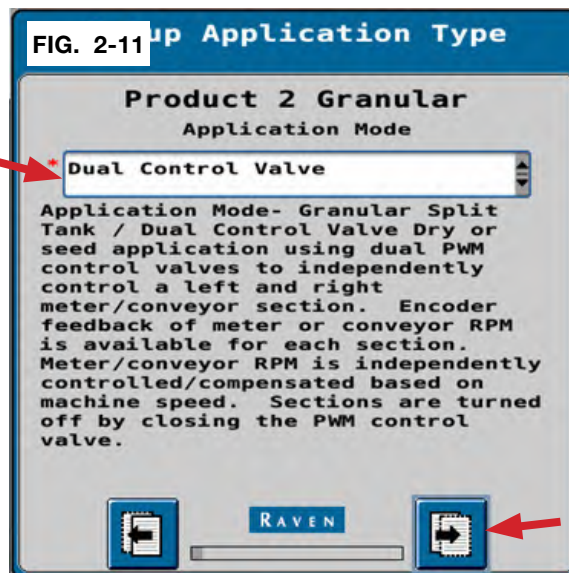 FIG. 2-11 up Application Type
Product 2 Granular
Application Mode
* Dual Control Valve
Application Mode- Granular Split
Tank / Dual Control Valve Dry or
seed application using dual PWM
control valves to independently
control a left and right
meter/conveyor section. Encoder
feedback of meter or conveyor RPM
is available for each section.
Meter/conveyor RPM is independently
controlled/compensated based on
machine speed. Sections are turned
off by closing the PWM control
valve.
RAVEN